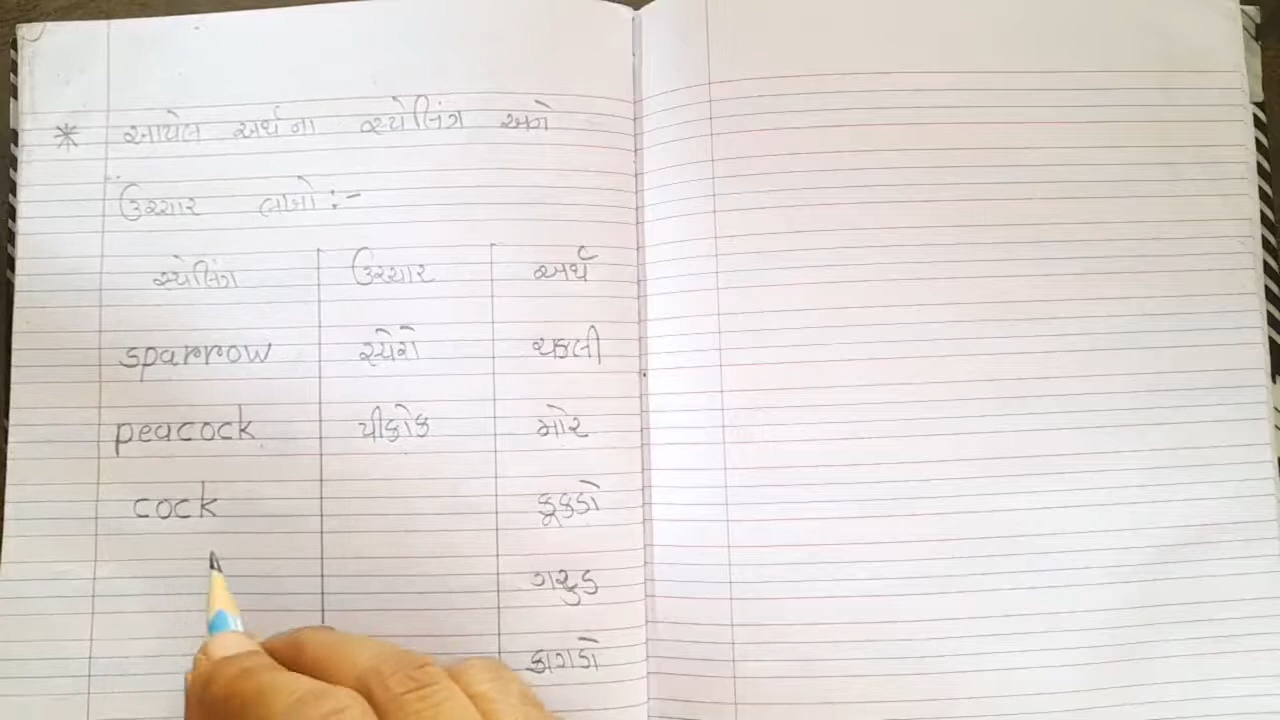 * આપેલ અર્થના સ્પેલિંગ અને
ઉચ્ચાર લખો :-
સ્પેલિંગ ઉચ્ચાર અર્થ
sparrow સ્પેરો ચકલી
peacock પીકોક મોર
cock કૂકડો
ગરુડ
કાગડો